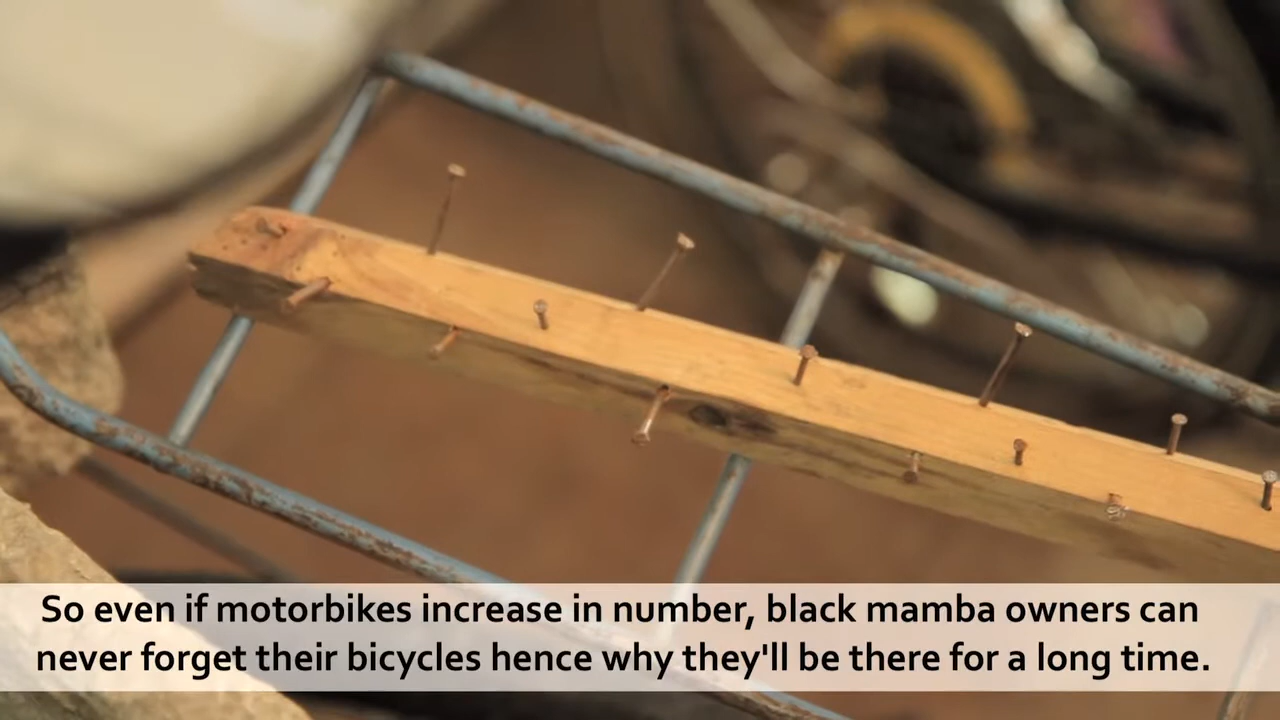 So even if motorbikes increase in number, black mamba owners can
never forget their bicycles hence why they'll be there for a long time.